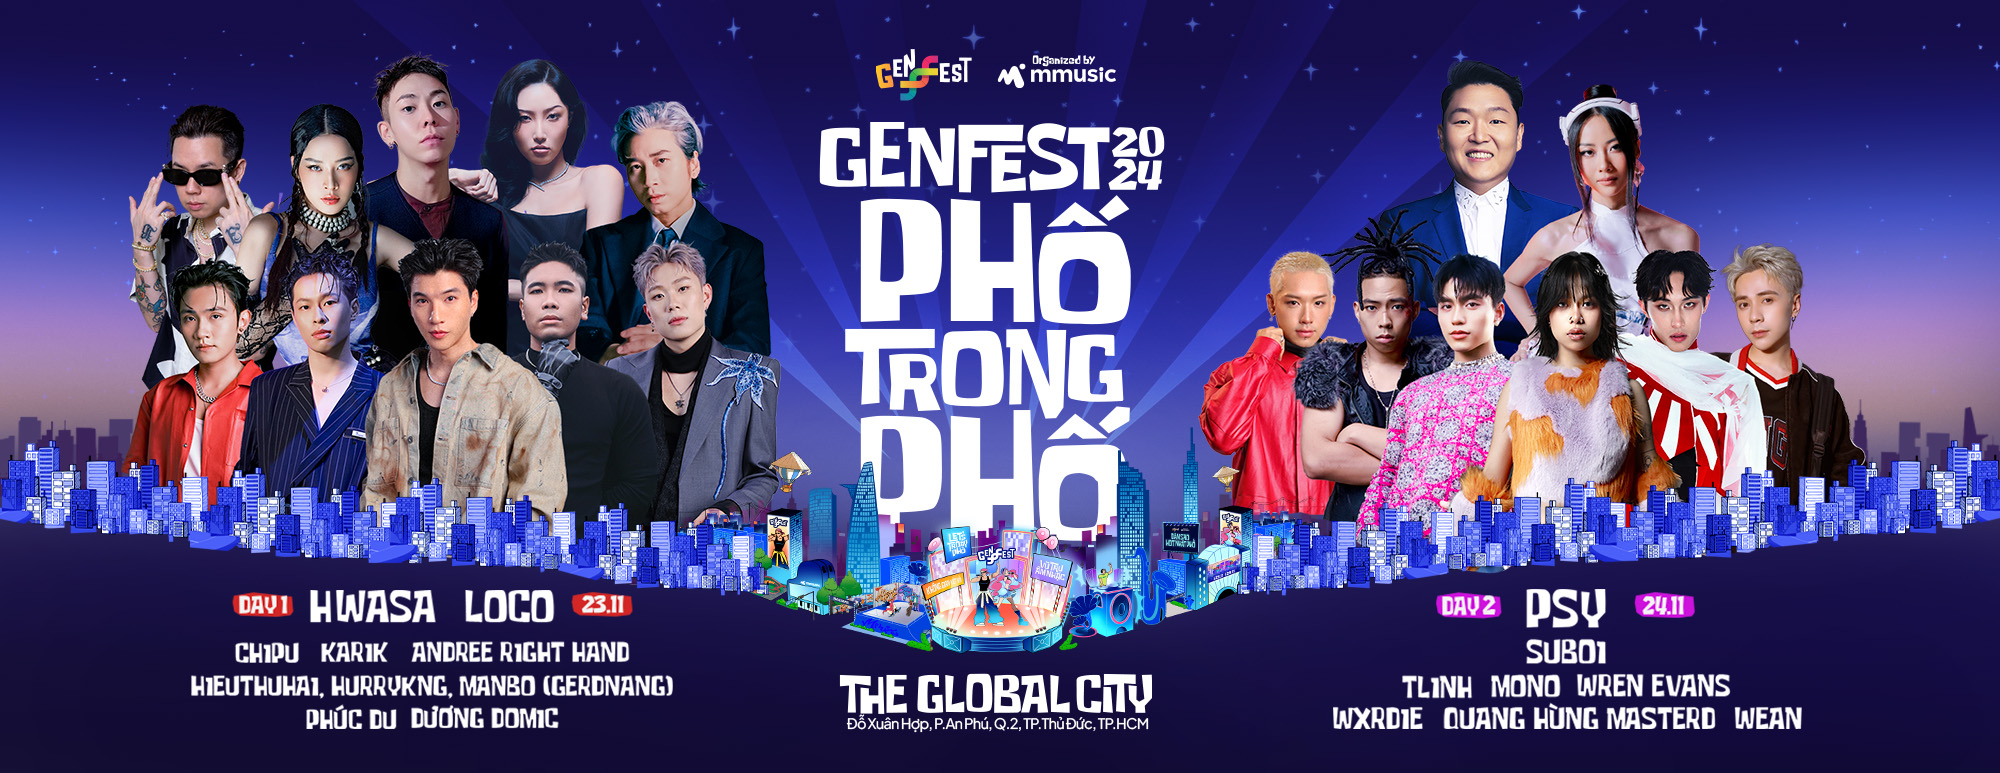 GENFEST
Organized by
mmusic
GENFEST 2024
PHỐ
TRONG
PHỐ
GENFEST
DAY 1 HWASA LOCO 23.11
CHIPU KARIK ANDREE RIGHT HAND
HIEUTHUHAI, HURRYKNG, MANBO (GERDNANG)
PHÚC DU DƯƠNG DOMIC
THE GLOBAL CITY
Đỗ Xuân Hợp, P.An Phú, Q.2, TP.Thủ Đức, TP.HCM
DAY 2 PSY 24.11
SUBOI
TLINH MONO WREN EVANS
WXRDIE QUANG HÙNG MASTERD WEAN